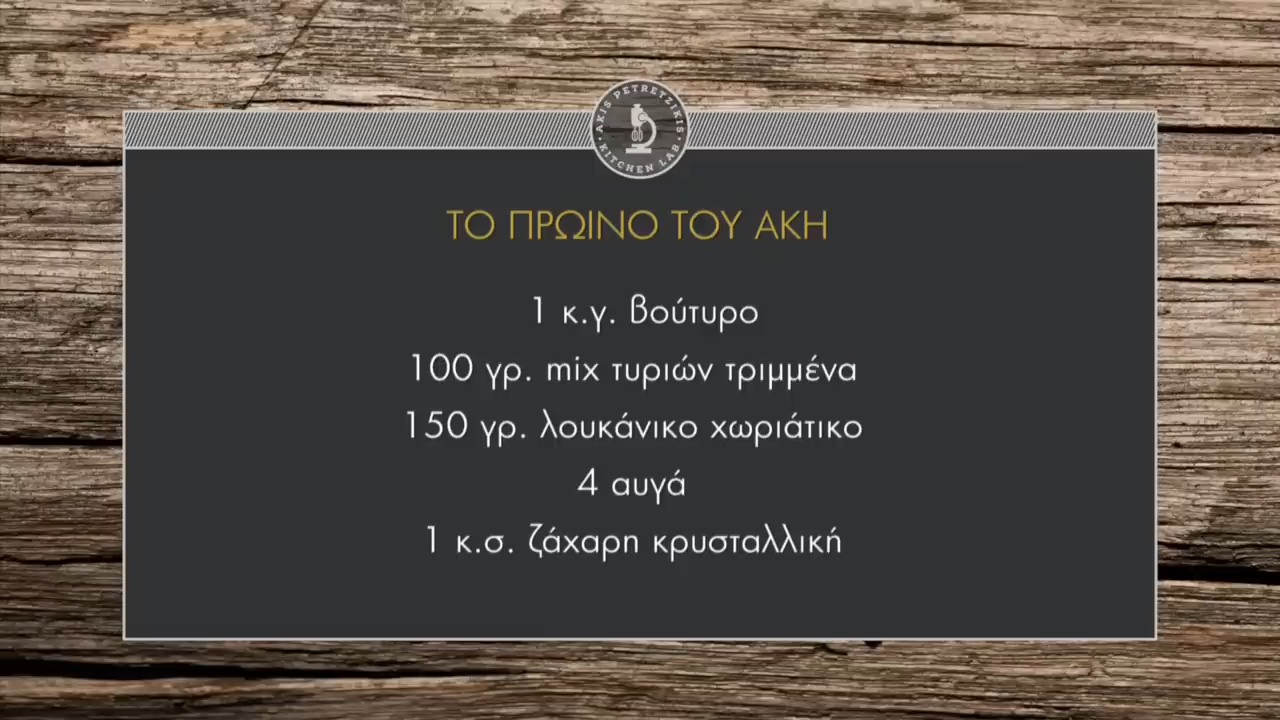 AKIS PETRETZIKIS
KITCHEN LAB
ΤΟ ΠΡΩΙΝΟ ΤΟΥ ΑΚΗ
1 κ.γ. βούτυρο
100 γρ. mix τυριών τριμμένα
150 γρ. λουκάνικο χωριάτικο
4 αυγά
1 κ.σ. ζάχαρη κρυσταλλική